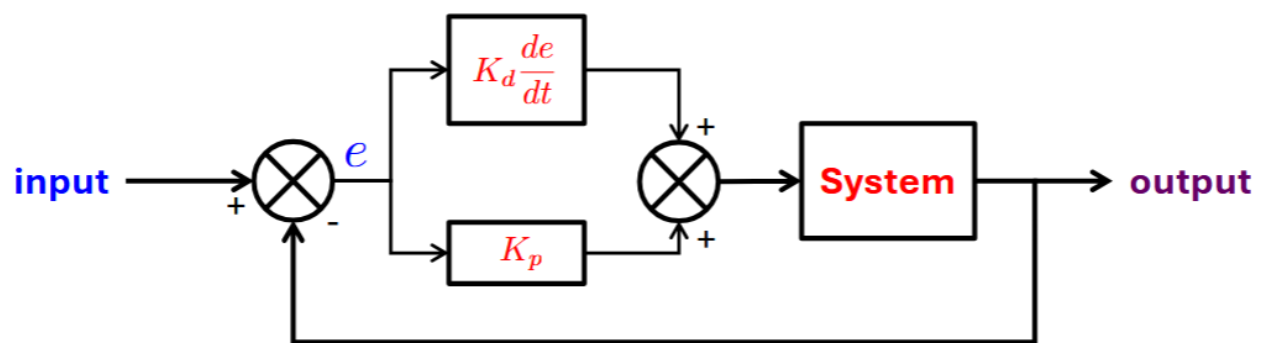 K_d de/dt
+
input
e
System
output
+
-
K_p
+